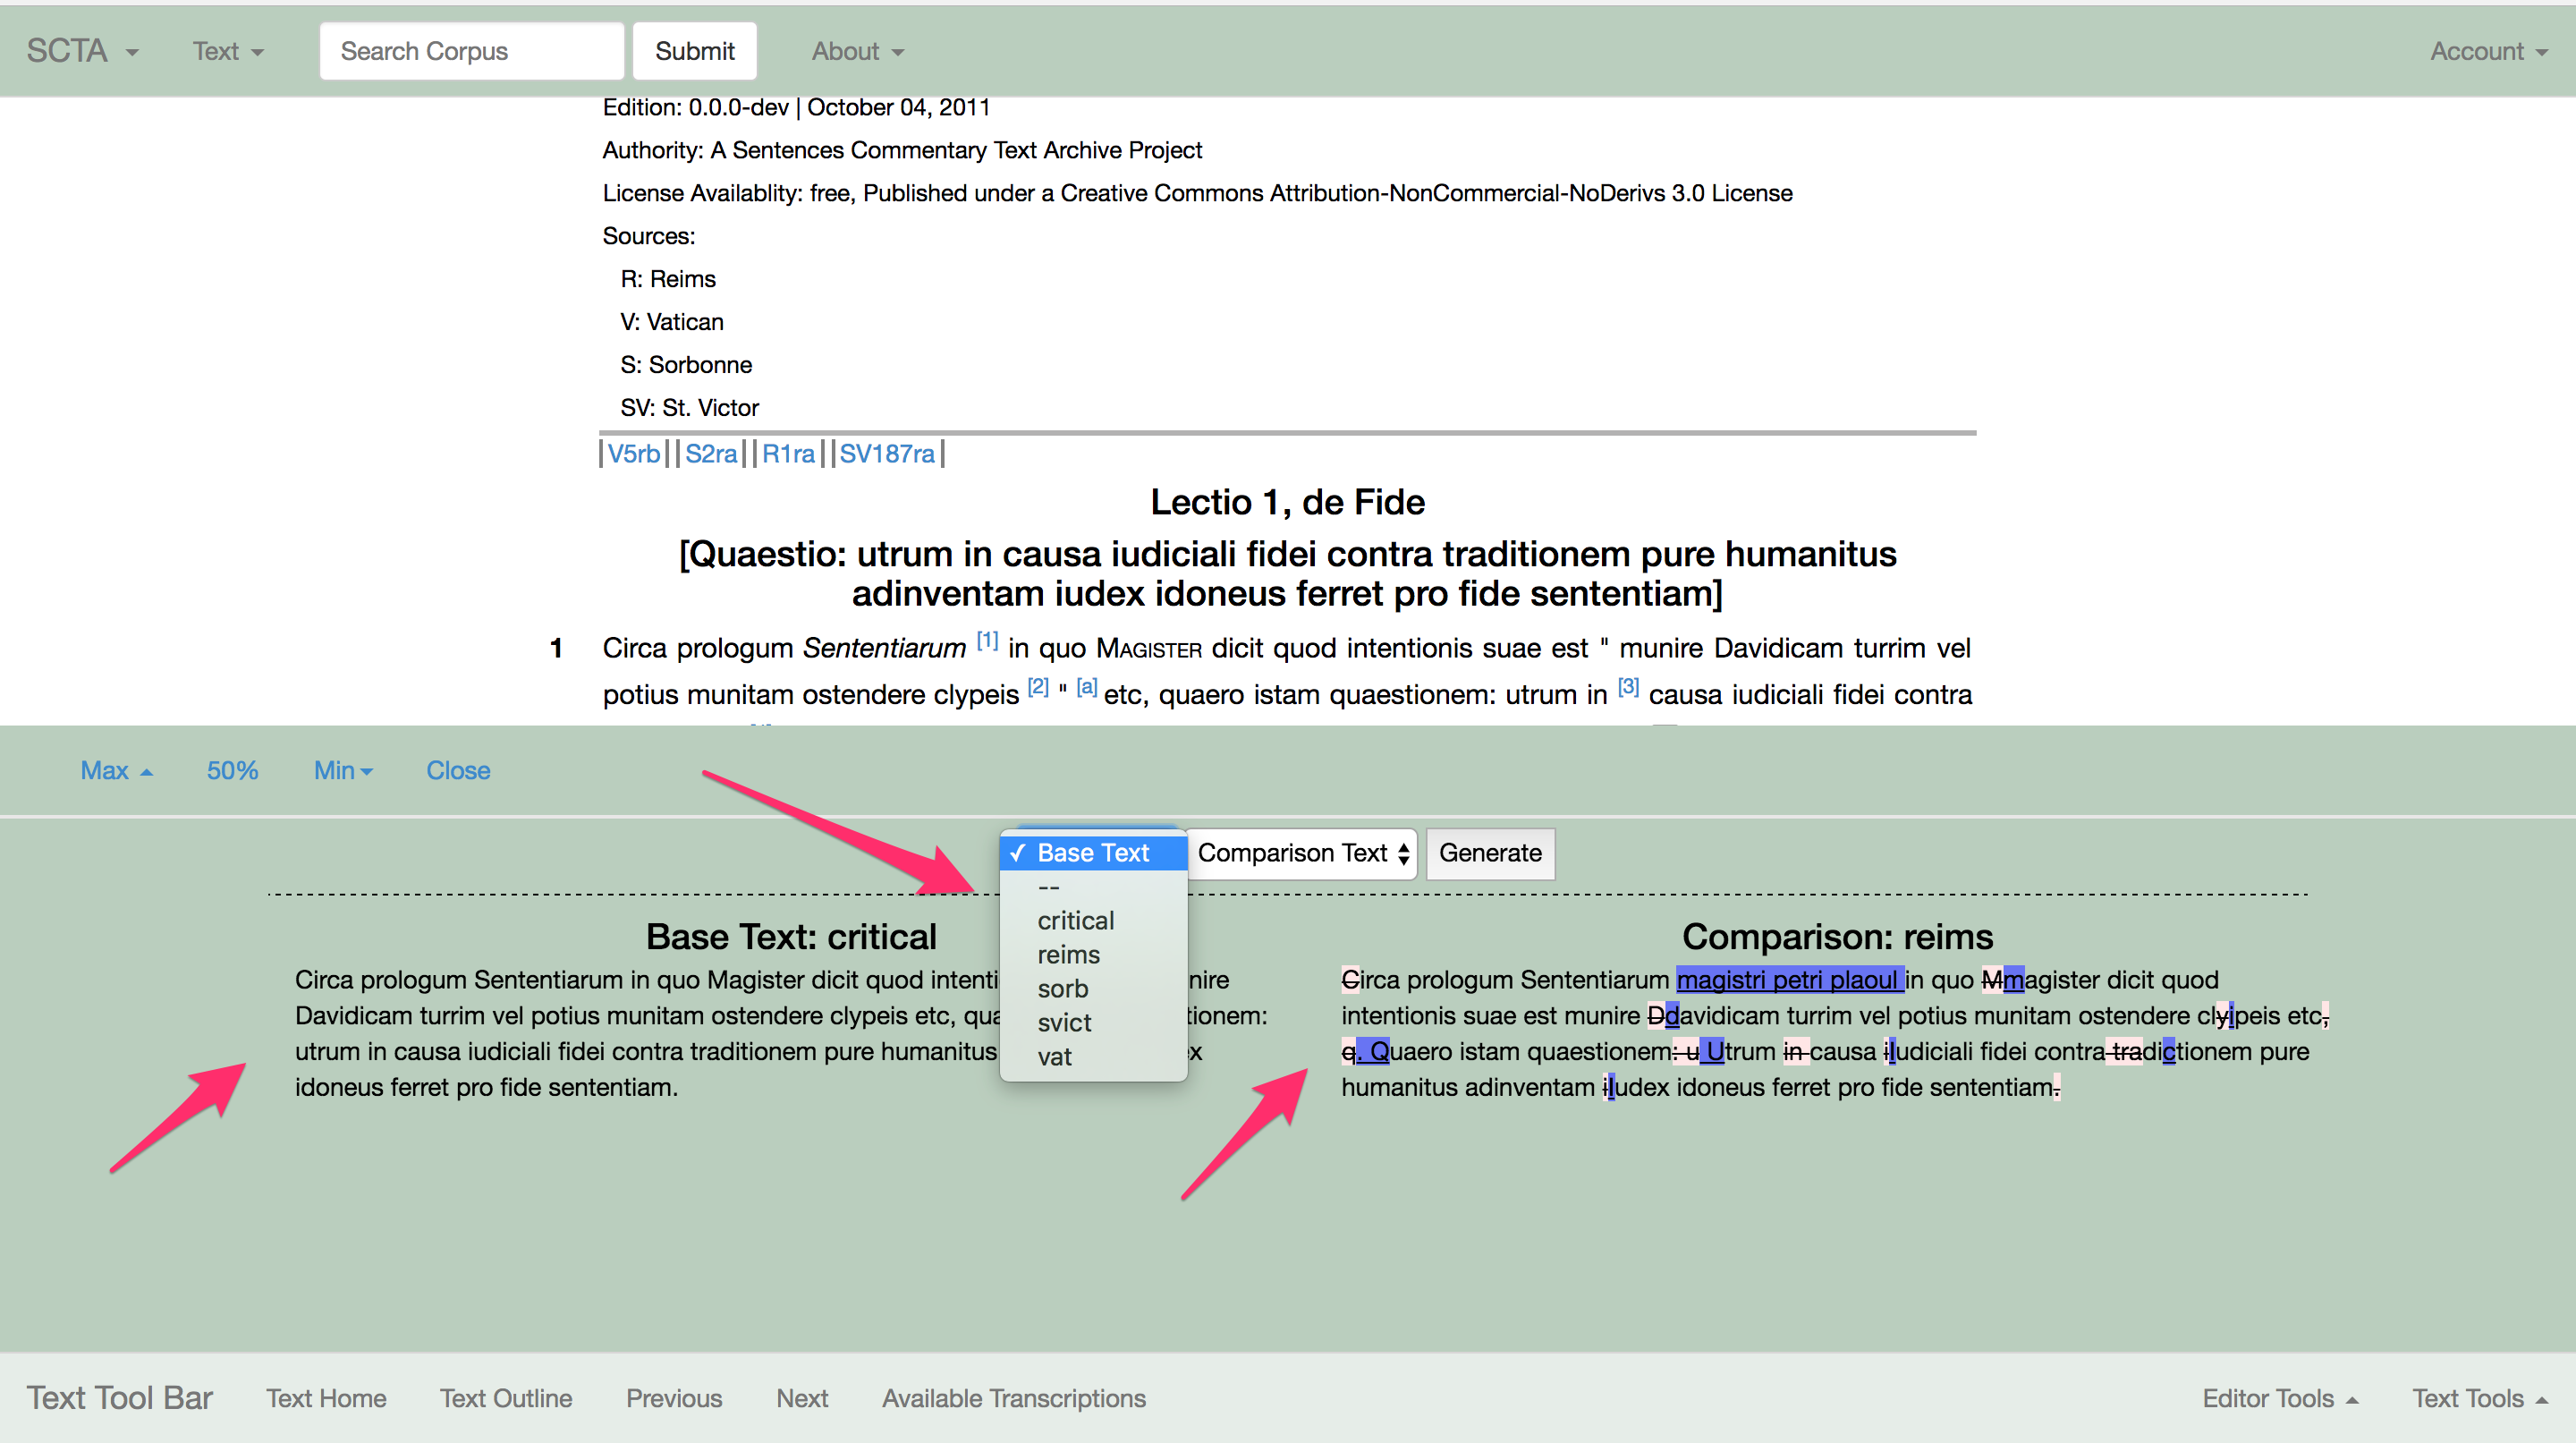 SCTA Text Search Corpus Submit About Account
Edition: 0.0.0-dev | October 04, 2011
Authority: A Sentences Commentary Text Archive Project
License Availablity: free, Published under a Creative Commons Attribution-NonCommercial-NoDerivs 3.0 License
Sources:
R: Reims
V: Vatican
S: Sorbonne
SV: St. Victor
|V5rb||S2ra||R1ra||SV187ra|
Lectio 1, de Fide
[Quaestio: utrum in causa iudiciali fidei contra traditionem pure humanitus
adinventam iudex idoneus ferret pro fide sententiam]
1 Circa prologum Sententiarum [1] in quo Magister dicit quod intentionis suae est " munire Davidicam turrim vel
potius munitam ostendere clypeis [2] " [a] etc, quaero istam quaestionem: utrum in [3] causa iudiciali fidei contra
Max 50% Min Close
✓ Base Text Comparison Text Generate
--
critical
reims
sorb
svict
vat
Base Text: critical
Circa prologum Sententiarum in quo Magister dicit quod intenti nire
Davidicam turrim vel potius munitam ostendere clypeis etc, qua tionem:
utrum in causa iudiciali fidei contra traditionem pure humanitus x
idoneus ferret pro fide sententiam.
Comparison: reims
Circa prologum Sententiarum magistri petri plaoul in quo Mmagister dicit quod
intentionis suae est munire Ddavidicam turrim vel potius munitam ostendere clyipeis etc,
q. Quaero istam quaestionem: u Utrum in causa iIudiciali fidei contra tradictionem pure
humanitus adinventam iIudex idoneus ferret pro fide sententiam.
Text Tool Bar Text Home Text Outline Previous Next Available Transcriptions Editor Tools Text Tools